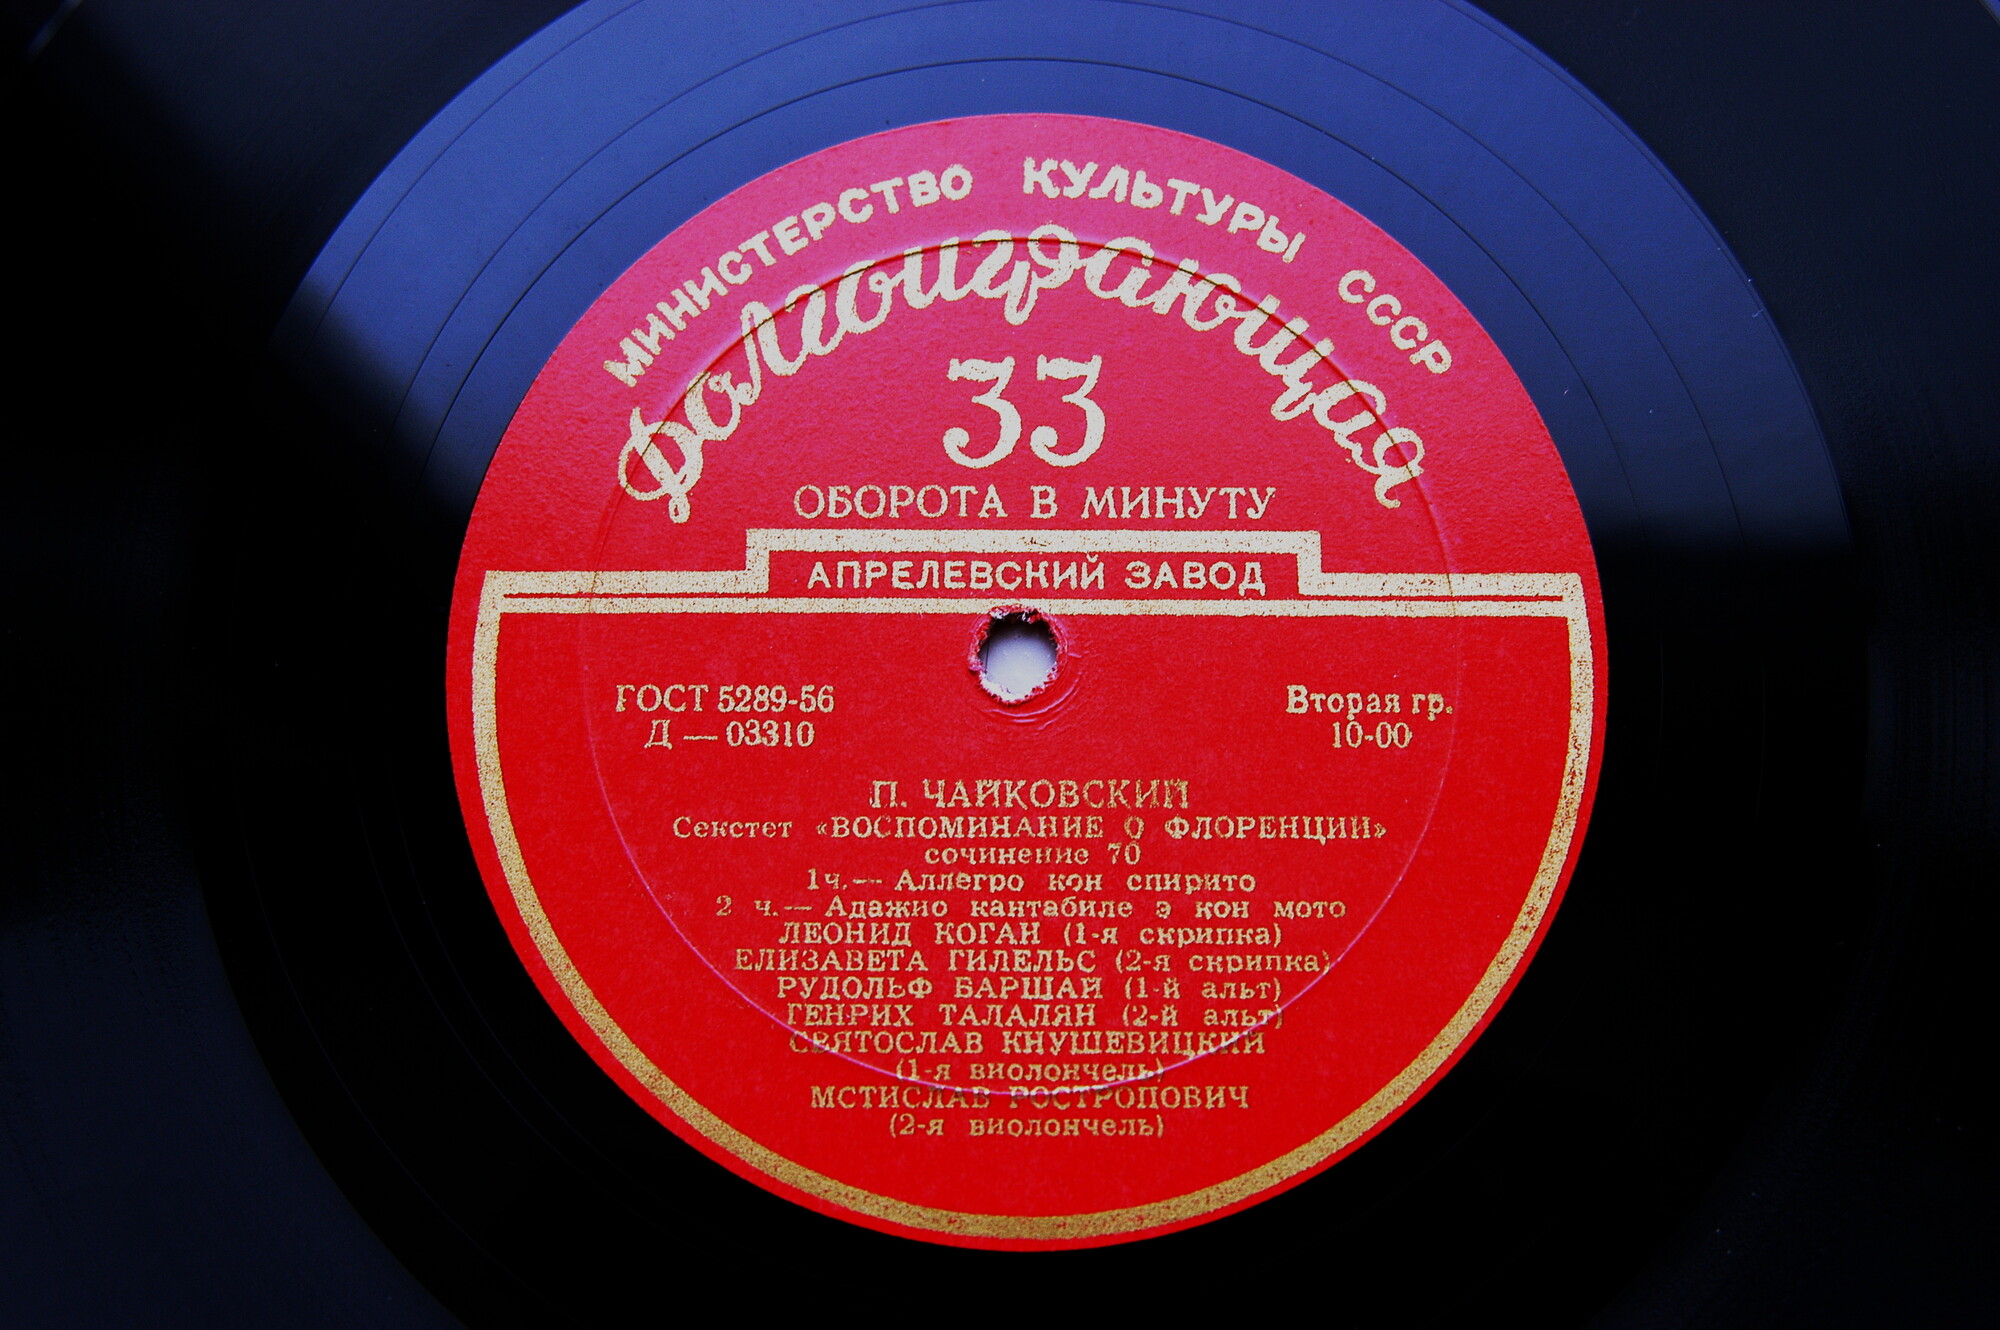 МИНИСТЕРСТВО КУЛЬТУРЫ СССР
Долгоиграющая
33
ОБОРОТА В МИНУТУ
АПРЕЛЕВСКИЙ ЗАВОД
ГОСТ 5289-56
Д — 03310
Вторая гр.
10-00
П. ЧАЙКОВСКИЙ
Секстет «ВОСПОМИНАНИЕ О ФЛОРЕНЦИИ»
сочинение 70
1ч.— Аллегро кон спирито
2 ч.— Адажио кантабиле э кон мото
ЛЕОНИД КОГАН (1-я скрипка)
ЕЛИЗАВЕТА ГИЛЕЛЬС (2-я скрипка)
РУДОЛЬФ БАРШАЙ (1-й альт)
ГЕНРИХ ТАЛАЛЯН (2-й альт)
СВЯТОСЛАВ КНУШЕВИЦКИЙ
(1-я виолончель)
МСТИСЛАВ РОСТРОПОВИЧ
(2-я виолончель)